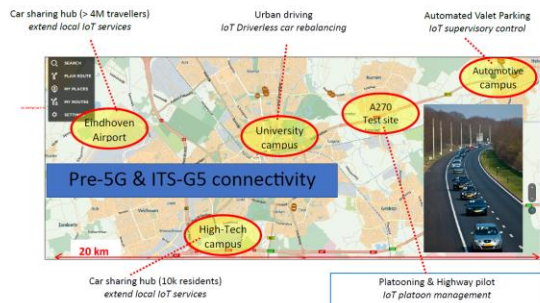 Car sharing hub (> 4M travellers)
extend local IoT services
Urban driving
IoT Driverless car rebalancing
Automated Valet Parking
IoT supervisory control
SEARCH
PLAN ROUTE
MY PLACES
MY ROUTES
Eindhoven
Airport
University
campus
A270
Test site
Automotive
campus
Pre-5G & ITS-G5 connectivity
High-Tech
campus
20 km
Car sharing hub (10k residents)
extend local IoT services
Platooning & Highway pilot
IoT platoon management